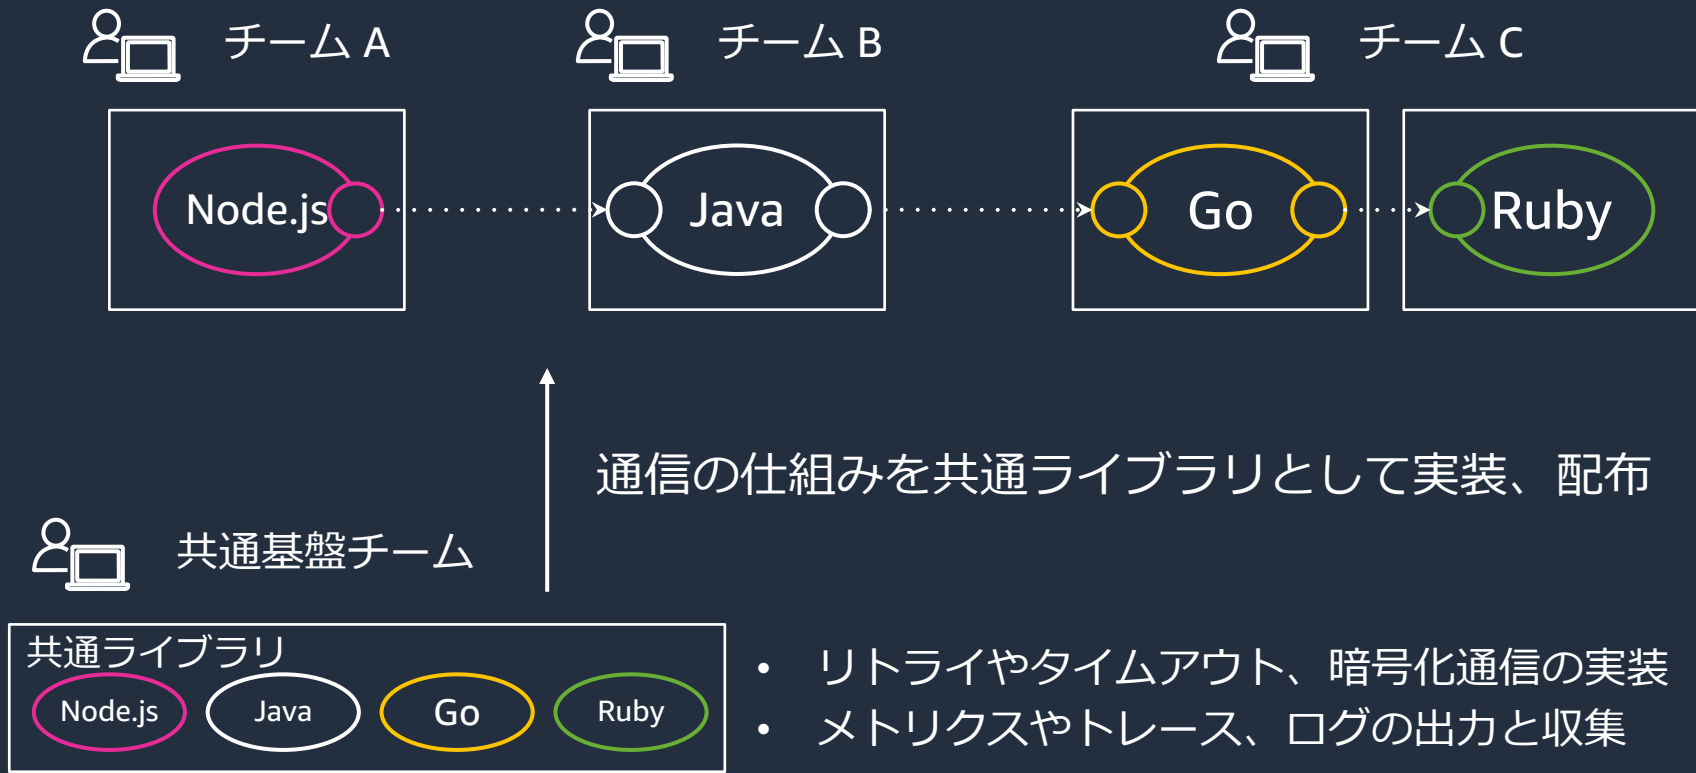 チーム A
チーム B
チーム C
Node.js
Java
Go
Ruby
通信の仕組みを共通ライブラリとして実装、配布
共通基盤チーム
共通ライブラリ
Node.js
Java
Go
Ruby
• リトライやタイムアウト、暗号化通信の実装
• メトリクスやトレース、ログの出力と収集